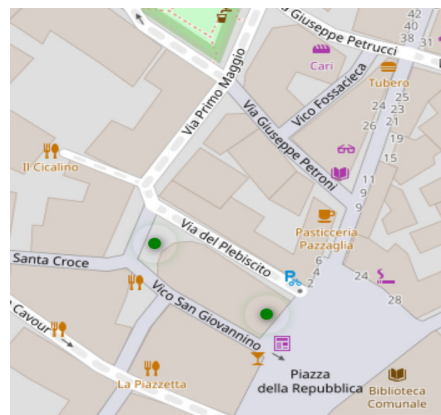 Giuseppe Petrucci
42
40
38
31
Cari
Tubero
Via Primo Maggio
Vico Fossacieca
Via Giuseppe Petroni
24
25
23
26
21
19
15
11
9
9
Il Cicalino
Via del Plebiscito
Pasticceria
Pazzaglia
6
4
2
24
28
Santa Croce
Vico San Giovannino
Cavour
Piazza
della Repubblica
La Piazzetta
Biblioteca
Comunale